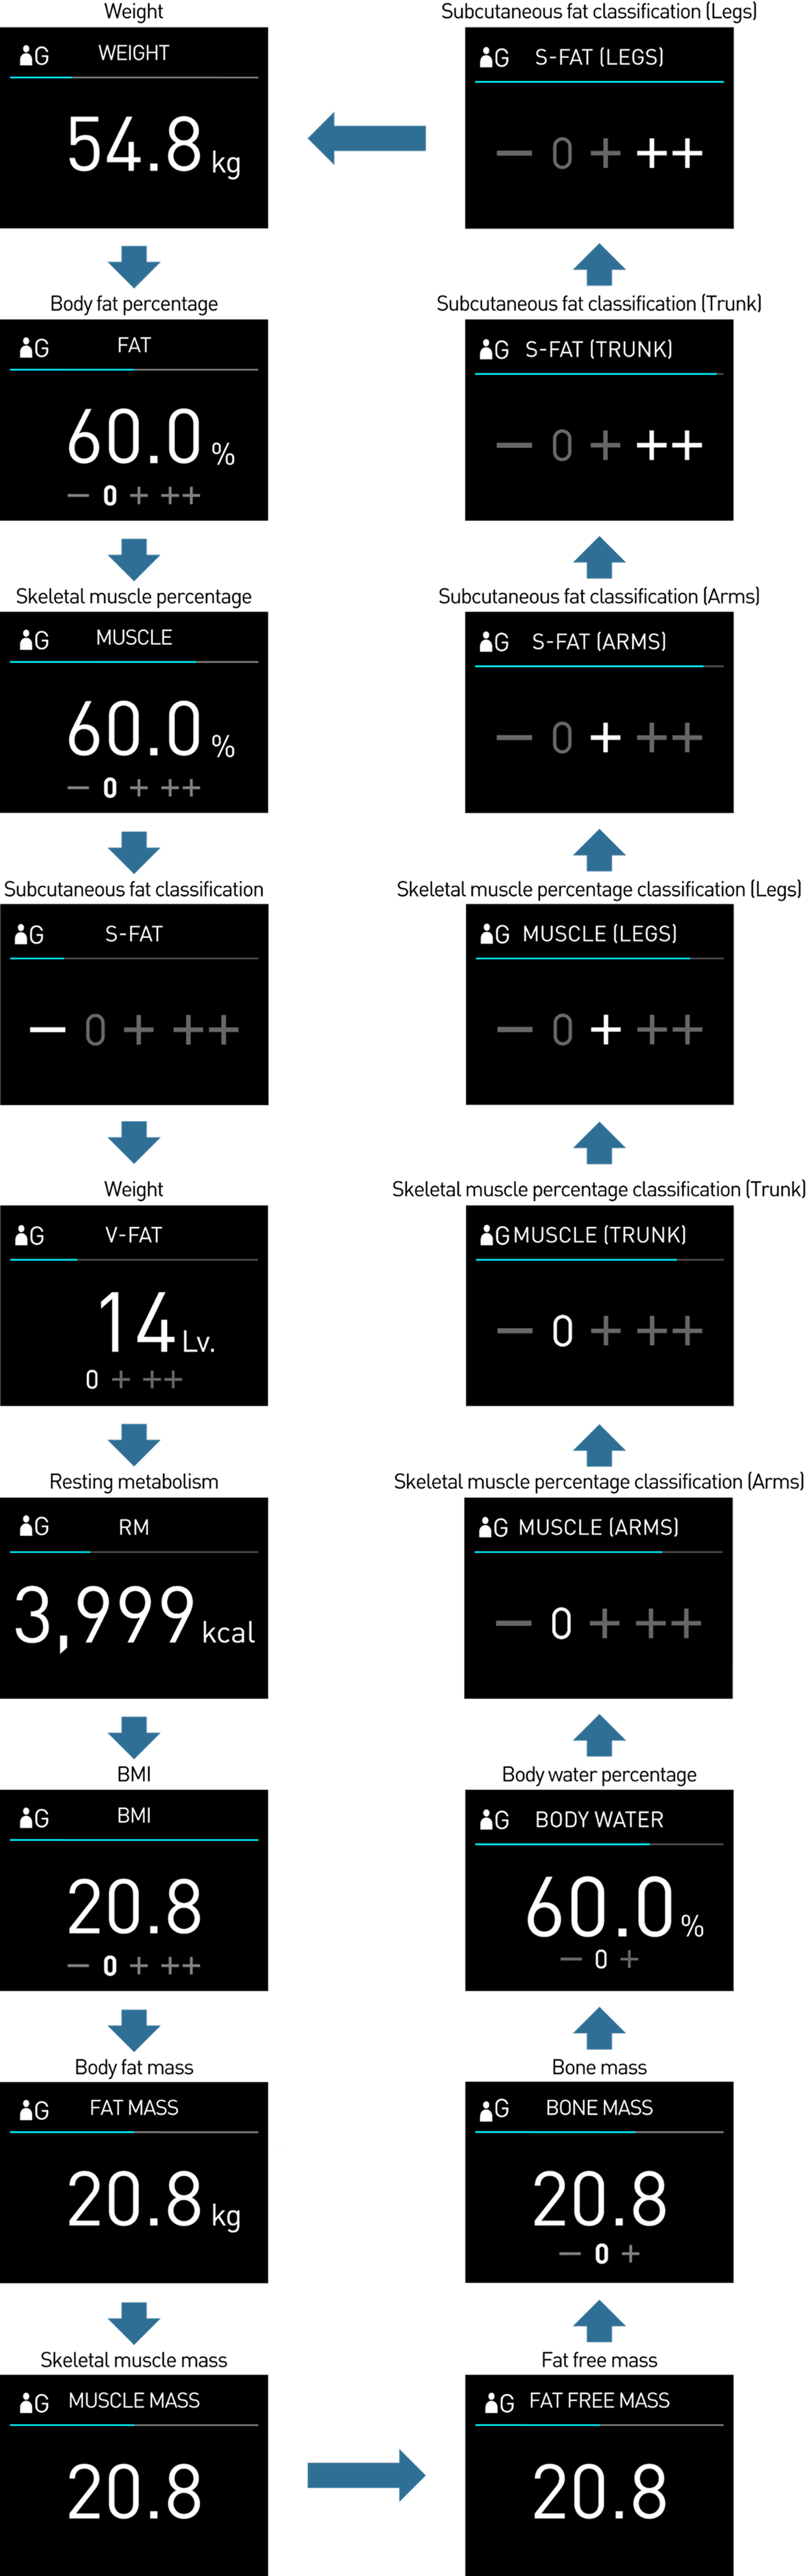 Weight
G WEIGHT
54.8 kg
Body fat percentage
G FAT
60.0 %
− 0 + ++
Skeletal muscle percentage
G MUSCLE
60.0 %
− 0 + ++
Subcutaneous fat classification
G S-FAT
− 0 + ++
Weight
G V-FAT
14 Lv.
0 + ++
Resting metabolism
G RM
3,999 kcal
BMI
G BMI
20.8
− 0 + ++
Body fat mass
G FAT MASS
20.8 kg
Skeletal muscle mass
G MUSCLE MASS
20.8
Fat free mass
G FAT FREE MASS
20.8
Bone mass
G BONE MASS
20.8
− 0 +
Body water percentage
G BODY WATER
60.0 %
− 0 +
Skeletal muscle percentage classification (Arms)
G MUSCLE (ARMS)
− 0 + ++
Skeletal muscle percentage classification (Trunk)
G MUSCLE (TRUNK)
− 0 + ++
Skeletal muscle percentage classification (Legs)
G MUSCLE (LEGS)
− 0 + ++
Subcutaneous fat classification (Arms)
G S-FAT (ARMS)
− 0 + ++
Subcutaneous fat classification (Trunk)
G S-FAT (TRUNK)
− 0 + ++
Subcutaneous fat classification (Legs)
G S-FAT (LEGS)
− 0 + ++